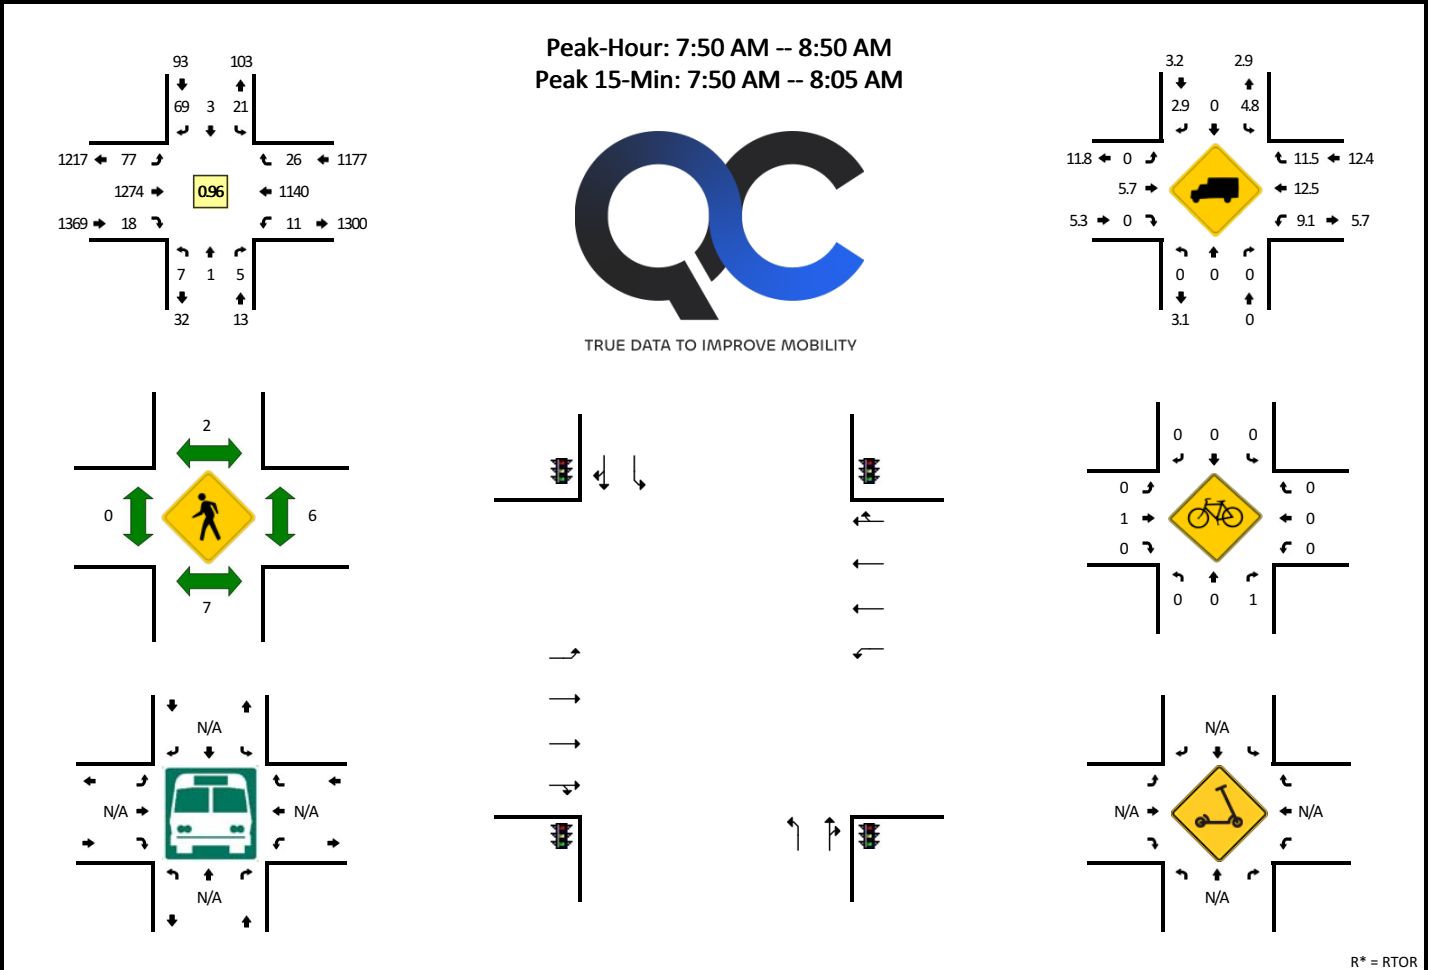 Peak-Hour: 7:50 AM -- 8:50 AM
Peak 15-Min: 7:50 AM -- 8:05 AM
93 103
69 3 21
1217 77 26 1177
1274 0.96 1140
1369 18 11 1300
7 1 5
32 13
QC
TRUE DATA TO IMPROVE MOBILITY
3.2 2.9
2.9 0 4.8
11.8 0 11.5 12.4
5.7 12.5
5.3 0 9.1 5.7
0 0 0
3.1 0
2
0 6
7
0 0 0
0 0
1 0
0 0
0 0 1
N/A
N/A N/A
N/A
N/A
N/A N/A
N/A
R* = RTOR